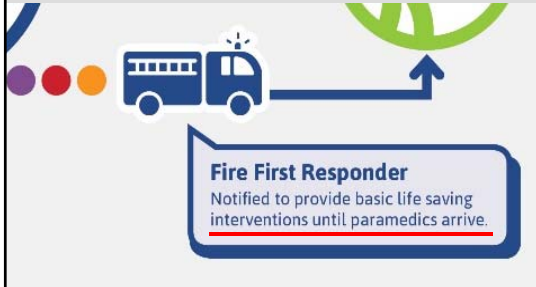 Fire First Responder
Notified to provide basic life saving
interventions until paramedics arrive.